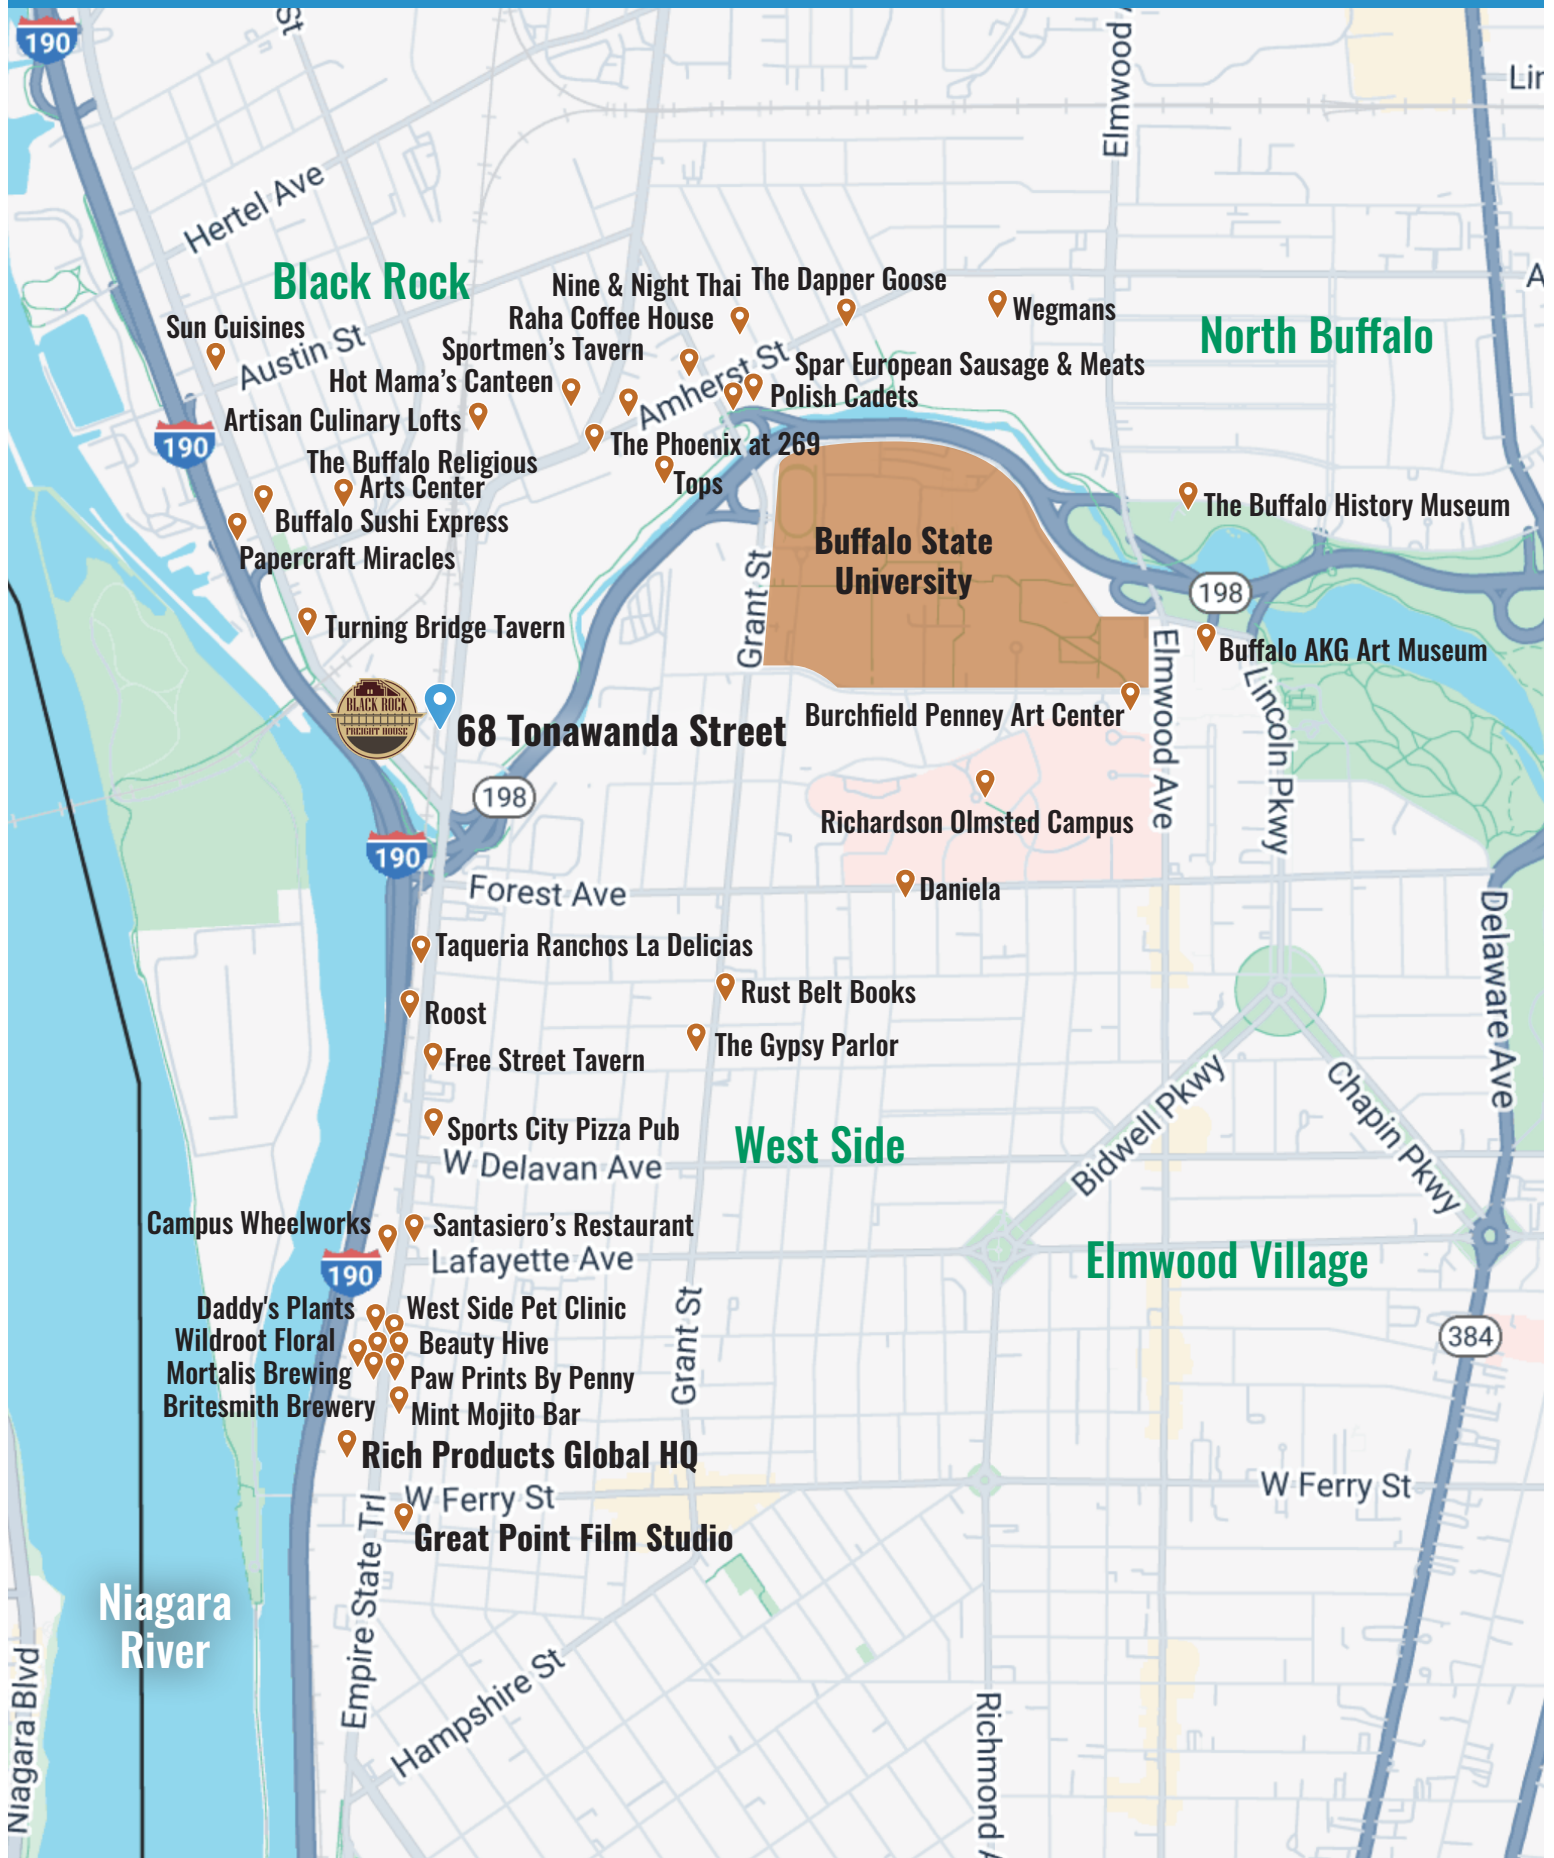 190
St
Elmwood A
Lin
Hertel Ave
Black Rock
Nine & Night Thai
The Dapper Goose
A
Raha Coffee House
Wegmans
Sun Cuisines
North Buffalo
Austin St
Sportmen's Tavern
Amherst St
Spar European Sausage & Meats
Hot Mama's Canteen
Polish Cadets
Artisan Culinary Lofts
190
The Phoenix at 269
The Buffalo Religious
Arts Center
Tops
Buffalo Sushi Express
The Buffalo History Museum
Papercraft Miracles
Buffalo State
University
Grant St
198
Turning Bridge Tavern
Elmwood Ave
Buffalo AKG Art Museum
Lincoln Pkwy
BLACK ROCK
FREIGHT HOUSE
68 Tonawanda Street
Burchfield Penney Art Center
198
Richardson Olmsted Campus
190
Forest Ave
Daniela
Delaware Ave
Taqueria Ranchos La Delicias
Rust Belt Books
Roost
The Gypsy Parlor
Free Street Tavern
Bidwell Pkwy
Chapin Pkwy
Sports City Pizza Pub
West Side
W Delavan Ave
Campus Wheelworks
Santasiero's Restaurant
Lafayette Ave
Elmwood Village
190
Daddy's Plants
West Side Pet Clinic
Wildroot Floral
Beauty Hive
384
Mortalis Brewing
Paw Prints By Penny
Grant St
Britesmith Brewery
Mint Mojito Bar
Rich Products Global HQ
W Ferry St
W Ferry St
Great Point Film Studio
Empire State Trl
Niagara
River
Hampshire St
Niagara Blvd
Richmond A